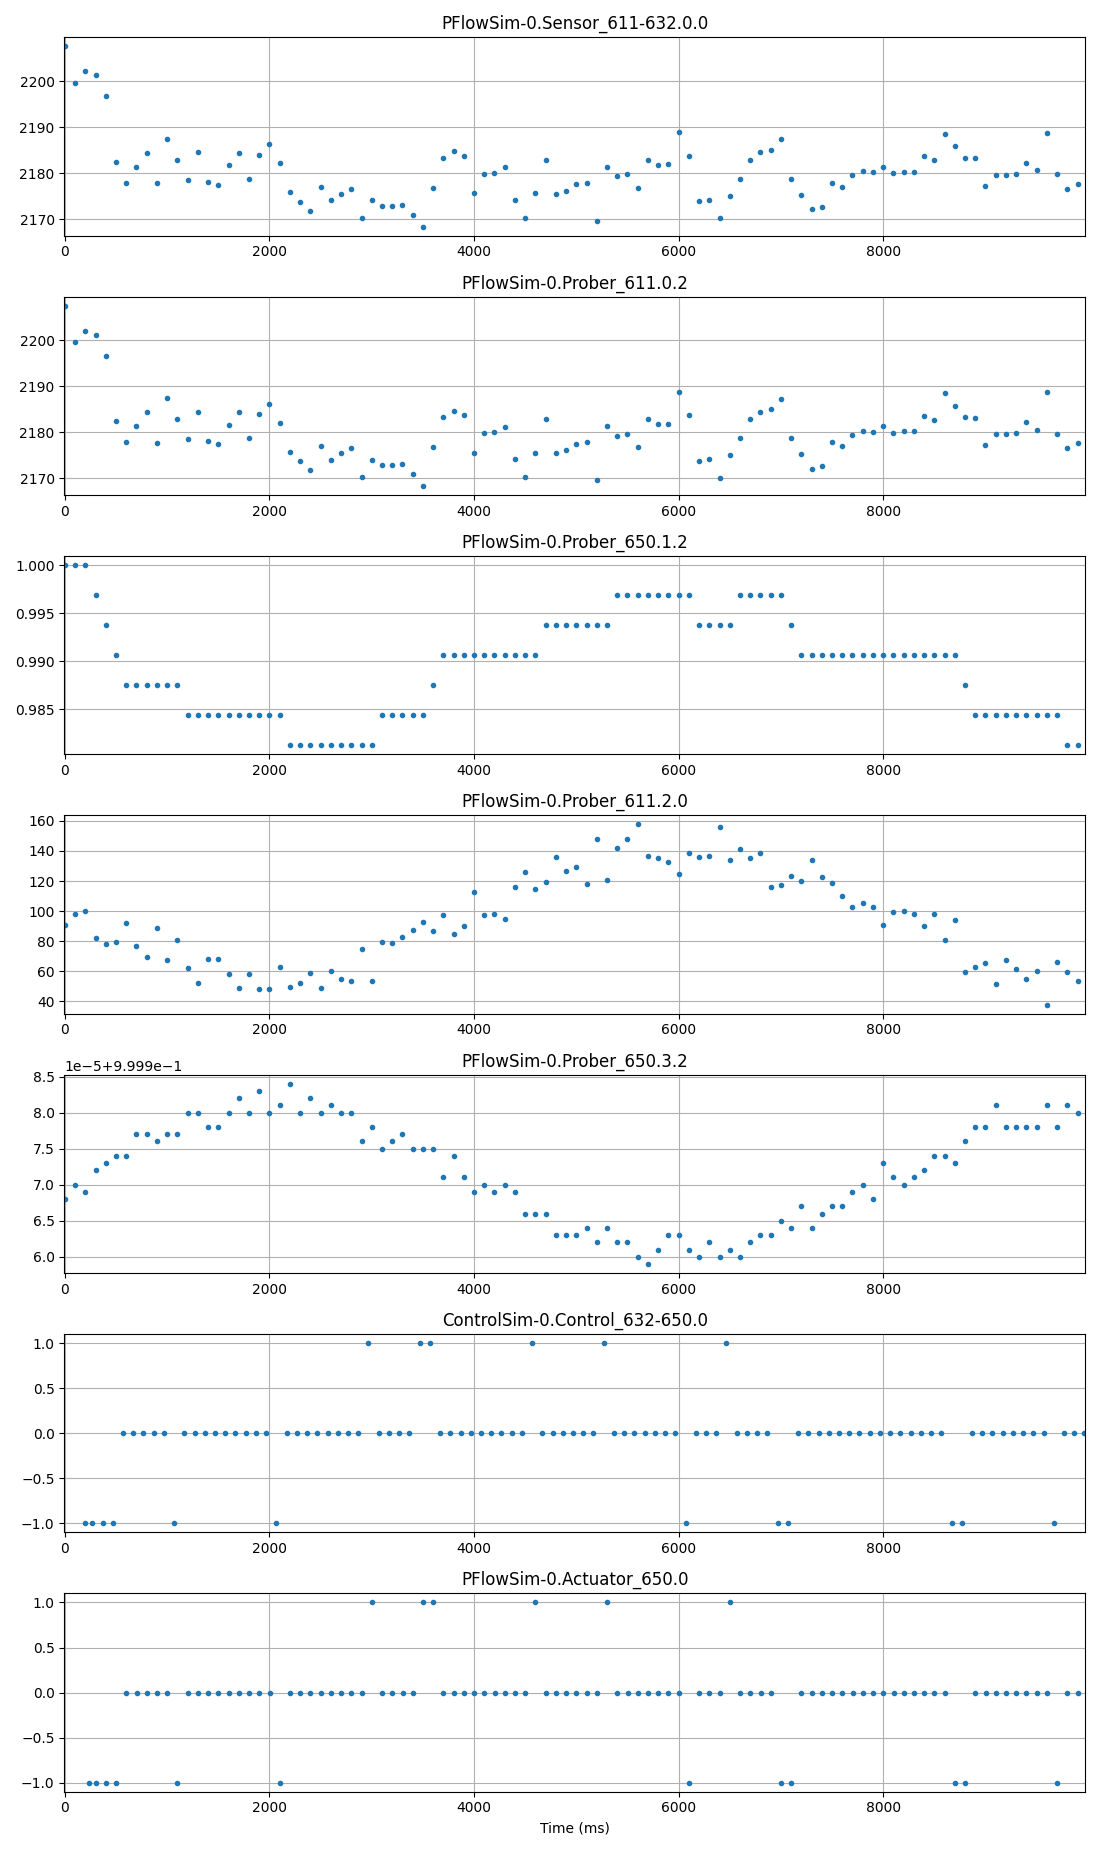 PFlowSim-0.Sensor_611-632.0.0
2200
2190
2180
2170
0 2000 4000 6000 8000
PFlowSim-0.Prober_611.0.2
2200
2190
2180
2170
0 2000 4000 6000 8000
PFlowSim-0.Prober_650.1.2
1.000
0.995
0.990
0.985
0 2000 4000 6000 8000
PFlowSim-0.Prober_611.2.0
160
140
120
100
80
60
40
0 2000 4000 6000 8000
PFlowSim-0.Prober_650.3.2
1e−5+9.999e−1
8.5
8.0
7.5
7.0
6.5
6.0
0 2000 4000 6000 8000
ControlSim-0.Control_632-650.0
1.0
0.5
0.0
−0.5
−1.0
0 2000 4000 6000 8000
PFlowSim-0.Actuator_650.0
1.0
0.5
0.0
−0.5
−1.0
0 2000 4000 6000 8000
Time (ms)